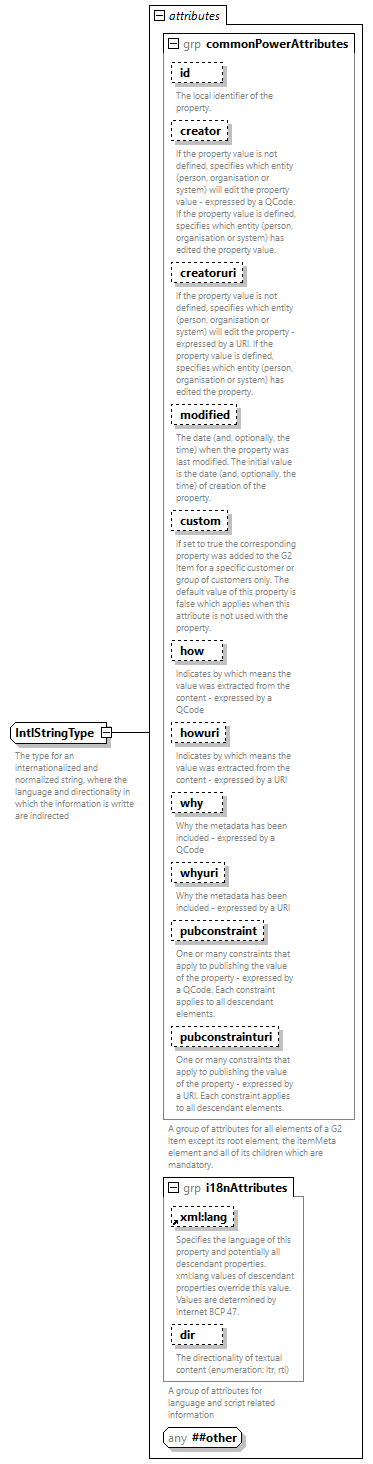 attributes
grp commonPowerAttributes
id
The local identifier of the
property.
creator
If the property value is not
defined, specifies which entity
(person, organisation or
system) will edit the property
value - expressed by a QCode.
If the property value is defined,
specifies which entity (person,
organisation or system) has
edited the property value.
creatoruri
If the property value is not
defined, specifies which entity
(person, organisation or
system) will edit the property -
expressed by a URI. If the
property value is defined,
specifies which entity (person,
organisation or system) has
edited the property.
modified
The date (and, optionally, the
time) when the property was
last modified. The initial value
is the date (and, optionally, the
time) of creation of the
property.
custom
If set to true the corresponding
property was added to the G2
Item for a specific customer or
group of customers only. The
default value of this property is
false which applies when this
attribute is not used with the
property.
how
Indicates by which means the
value was extracted from the
content - expressed by a
QCode
howuri
Indicates by which means the
value was extracted from the
content - expressed by a URI
why
Why the metadata has been
included - expressed by a
QCode
whyuri
Why the metadata has been
included - expressed by a URI
pubconstraint
One or many constraints that
apply to publishing the value
of the property - expressed by
a QCode. Each constraint
applies to all descendant
elements.
pubconstrainturi
One or many constraints that
apply to publishing the value
of the property - expressed by
a URI. Each constraint applies
to all descendant elements.
A group of attributes for all elements of a G2
Item except its root element, the itemMeta
element and all of its children which are
mandatory.
IntlStringType
The type for an
internationalized and
normalized string, where the
language and directionality in
which the information is writte
are indirected
grp i18nAttributes
xml:lang
Specifies the language of this
property and potentially all
descendant properties.
xml:lang values of descendant
properties override this value.
Values are determined by
Internet BCP 47.
dir
The directionality of textual
content (enumeration: ltr, rtl)
A group of attributes for
language and script related
information
any ##other